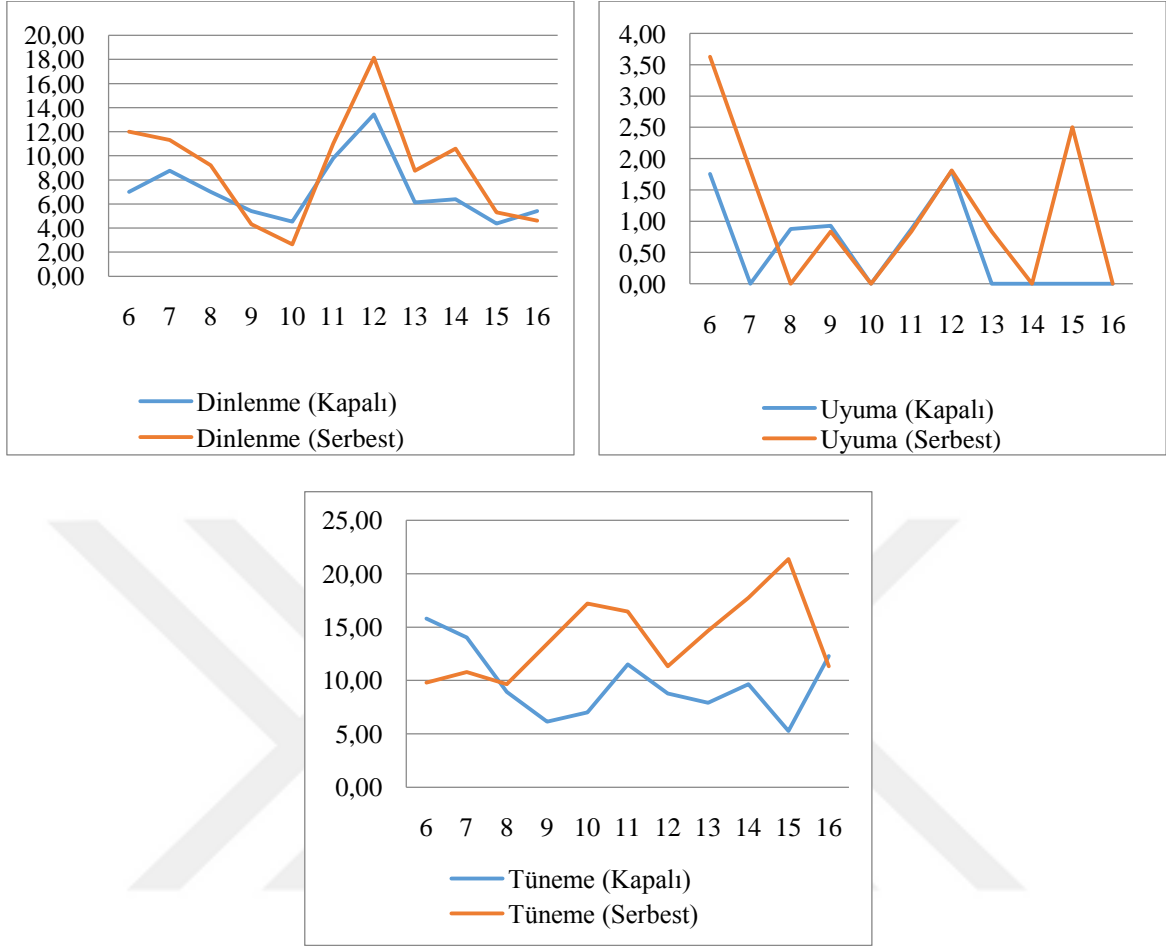 20,00
18,00
16,00
14,00
12,00
10,00
8,00
6,00
4,00
2,00
0,00
6 7 8 9 10 11 12 13 14 15 16
Dinlenme (Kapalı)
Dinlenme (Serbest)
4,00
3,50
3,00
2,50
2,00
1,50
1,00
0,50
0,00
6 7 8 9 10 11 12 13 14 15 16
Uyuma (Kapalı)
Uyuma (Serbest)
25,00
20,00
15,00
10,00
5,00
0,00
6 7 8 9 10 11 12 13 14 15 16
Tüneme (Kapalı)
Tüneme (Serbest)